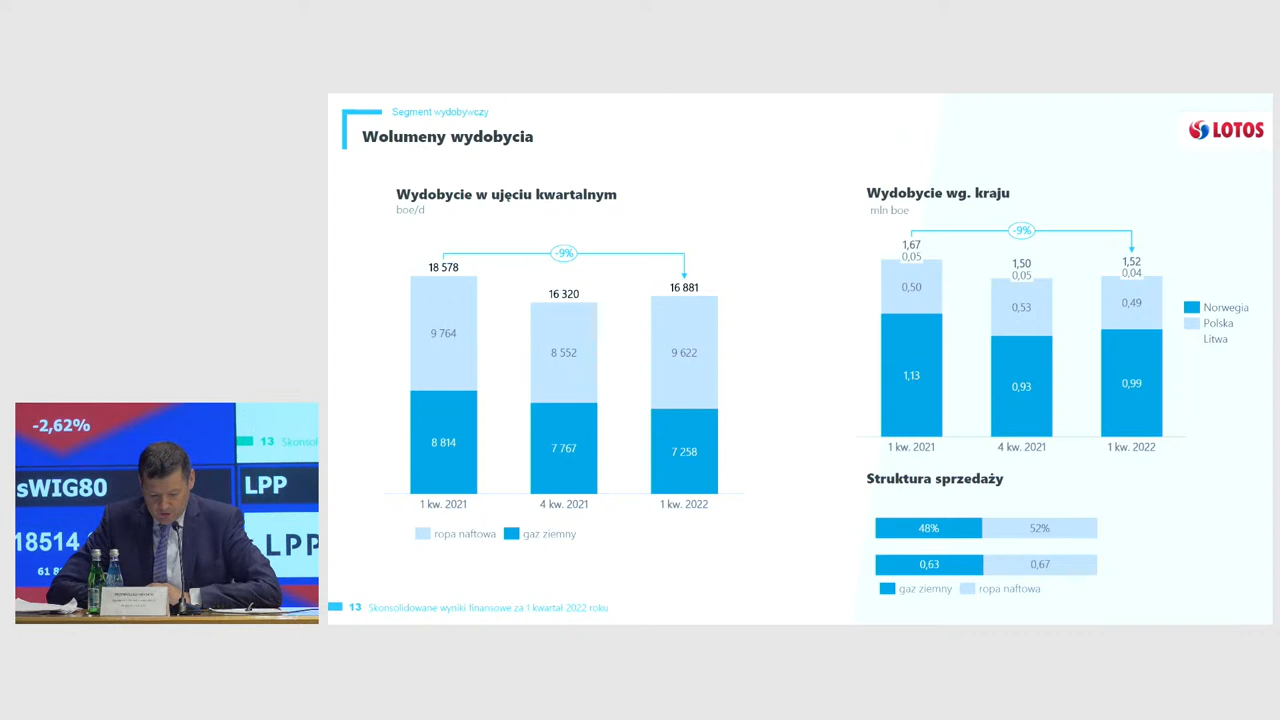 Segment wydobywczy
Wolumeny wydobycia
LOTOS
Wydobycie w ujęciu kwartalnym
boe/d
-9%
18 578
16 320
16 881
9 764
8 552
9 622
8 814
7 767
7 258
1 kw. 2021
4 kw. 2021
1 kw. 2022
ropa naftowa
gaz ziemny
Wydobycie wg. kraju
mln boe
-9%
1,67
0,05
1,50
0,05
1,52
0,04
0,50
0,53
0,49
1,13
0,93
0,99
1 kw. 2021
4 kw. 2021
1 kw. 2022
Norwegia
Polska
Litwa
Struktura sprzedaży
48%
52%
0,63
0,67
gaz ziemny
ropa naftowa
13 Skonsolidowane wyniki finansowe za 1 kwartał 2022 roku
-2,62%
13 Skonsol
sWIG80
LPP
18514
LPP